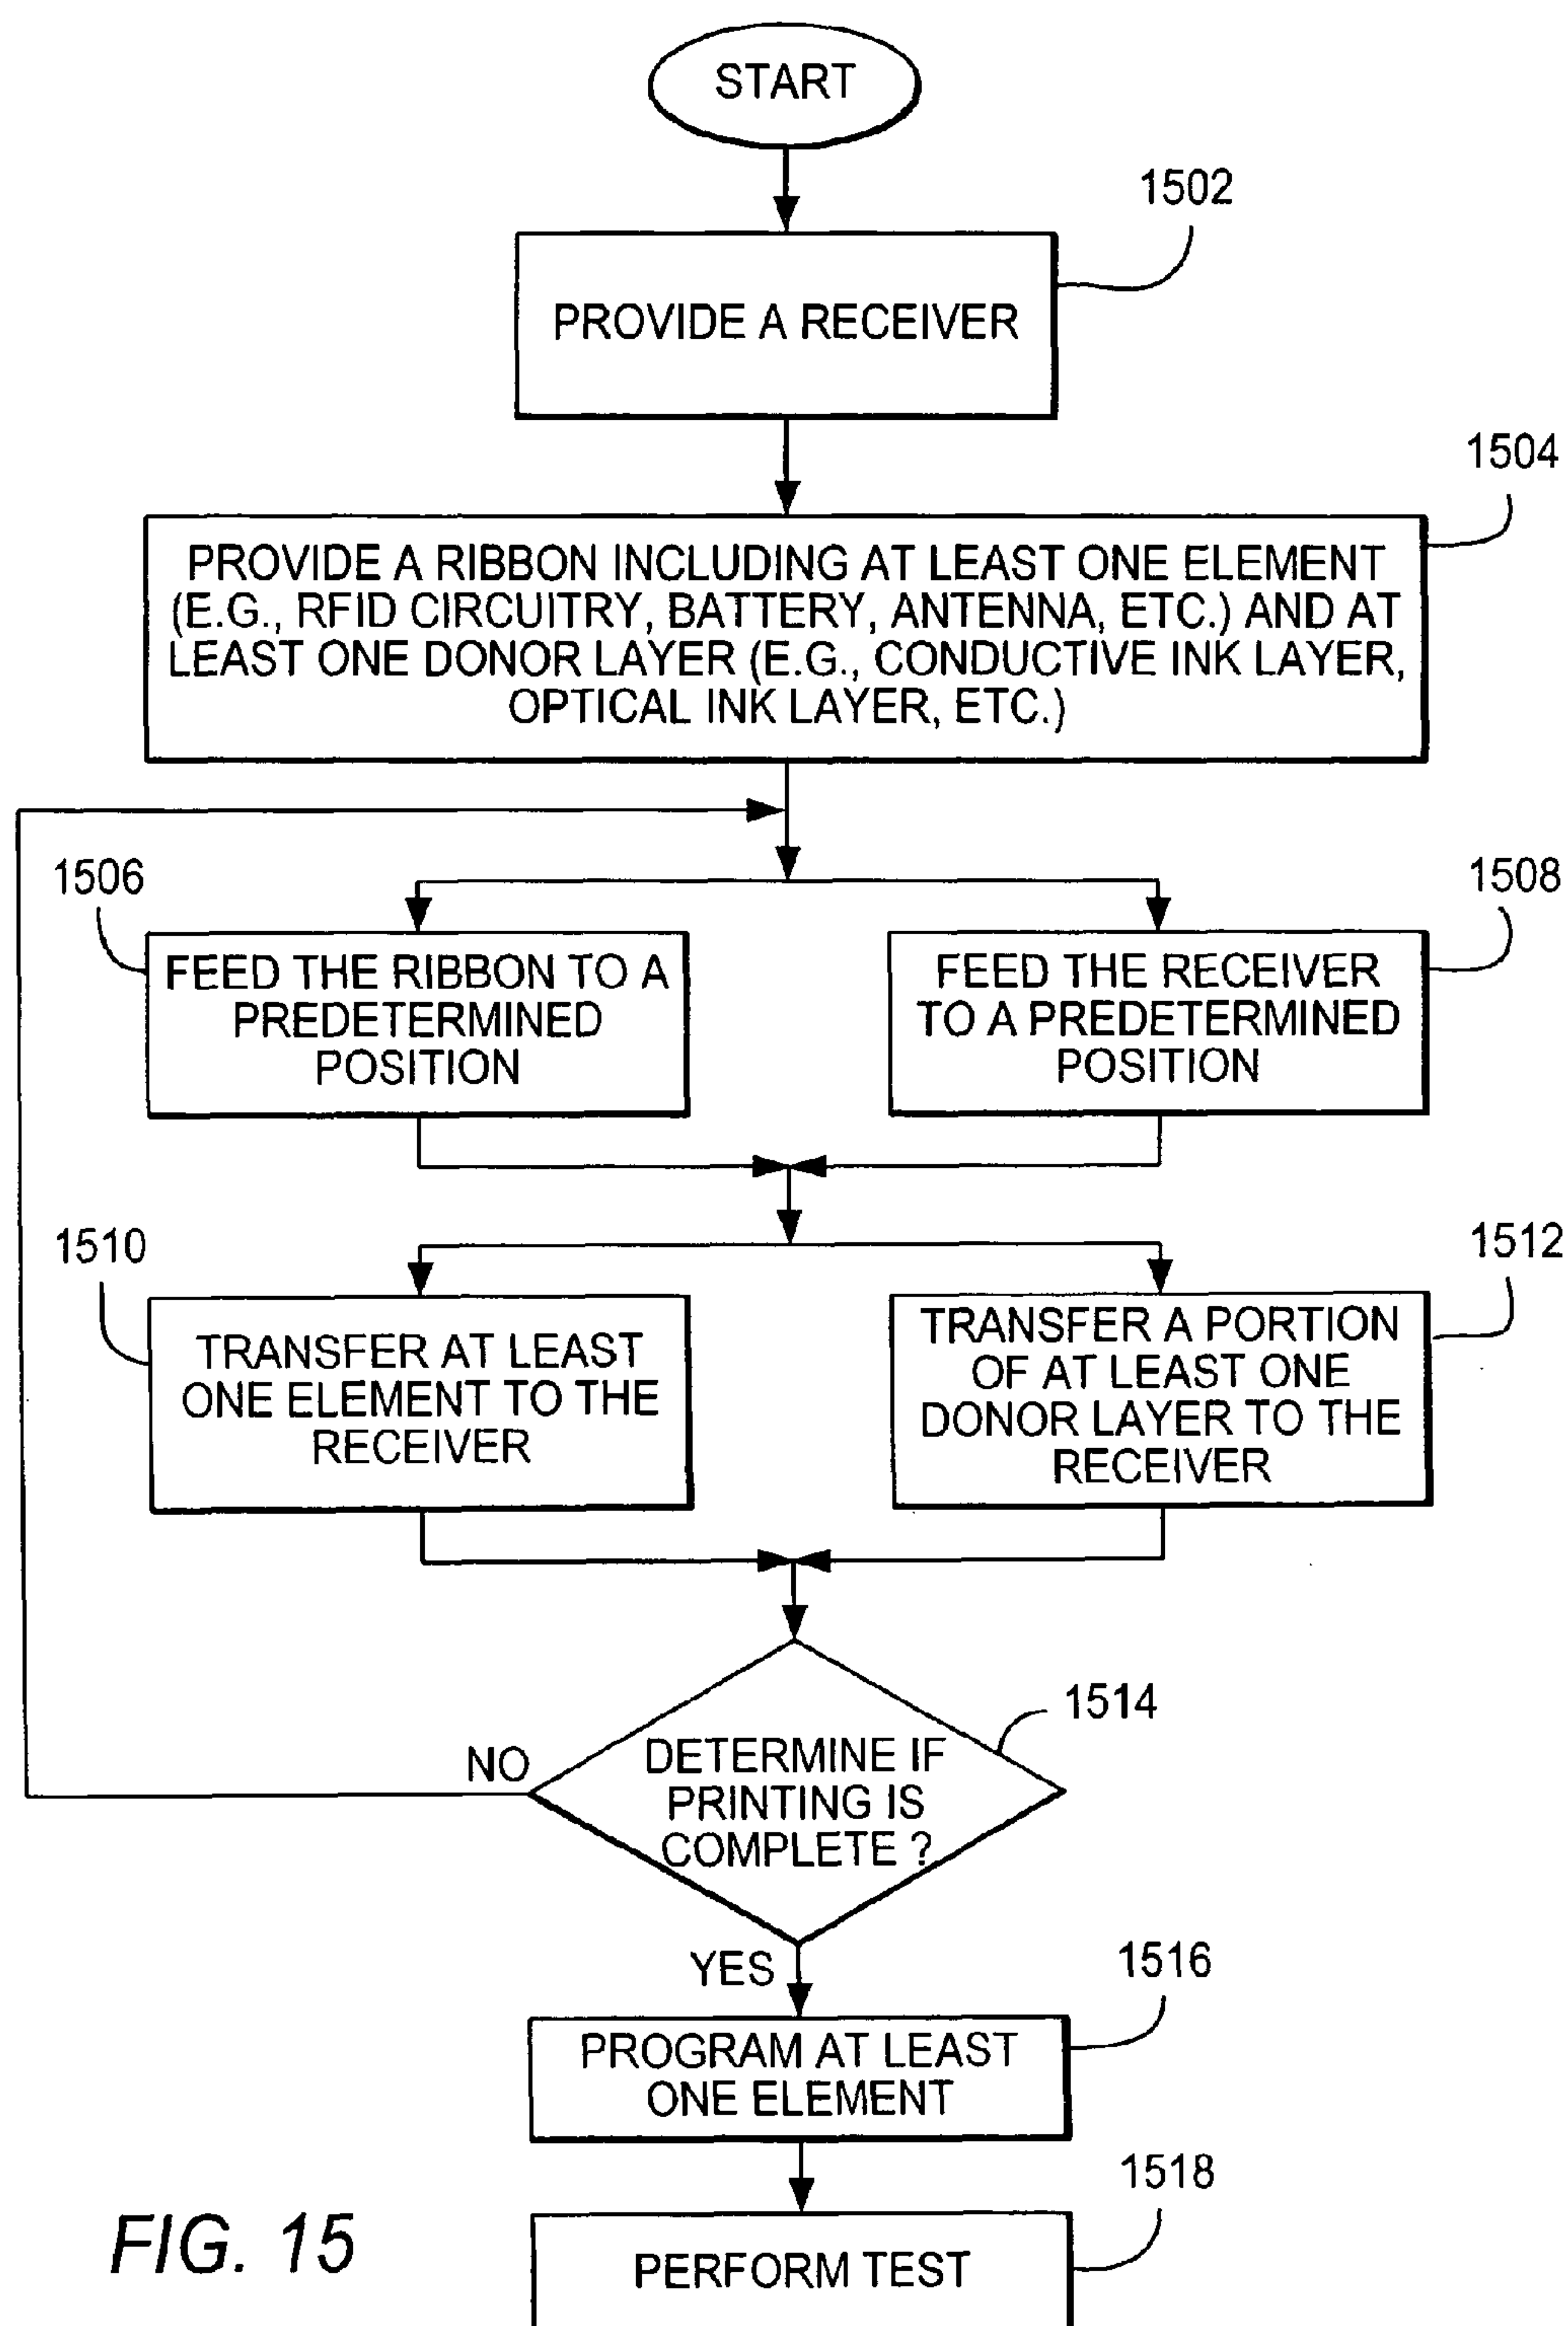 START
1502
PROVIDE A RECEIVER
1504
PROVIDE A RIBBON INCLUDING AT LEAST ONE ELEMENT
(E.G., RFID CIRCUITRY, BATTERY, ANTENNA, ETC.) AND AT
LEAST ONE DONOR LAYER (E.G., CONDUCTIVE INK LAYER,
OPTICAL INK LAYER, ETC.)
1506
FEED THE RIBBON TO A
PREDETERMINED
POSITION
1508
FEED THE RECEIVER
TO A PREDETERMINED
POSITION
1510
TRANSFER AT LEAST
ONE ELEMENT TO THE
RECEIVER
1512
TRANSFER A PORTION
OF AT LEAST ONE
DONOR LAYER TO THE
RECEIVER
1514
NO
DETERMINE IF
PRINTING IS
COMPLETE ?
YES
1516
PROGRAM AT LEAST
ONE ELEMENT
1518
PERFORM TEST
FIG. 15